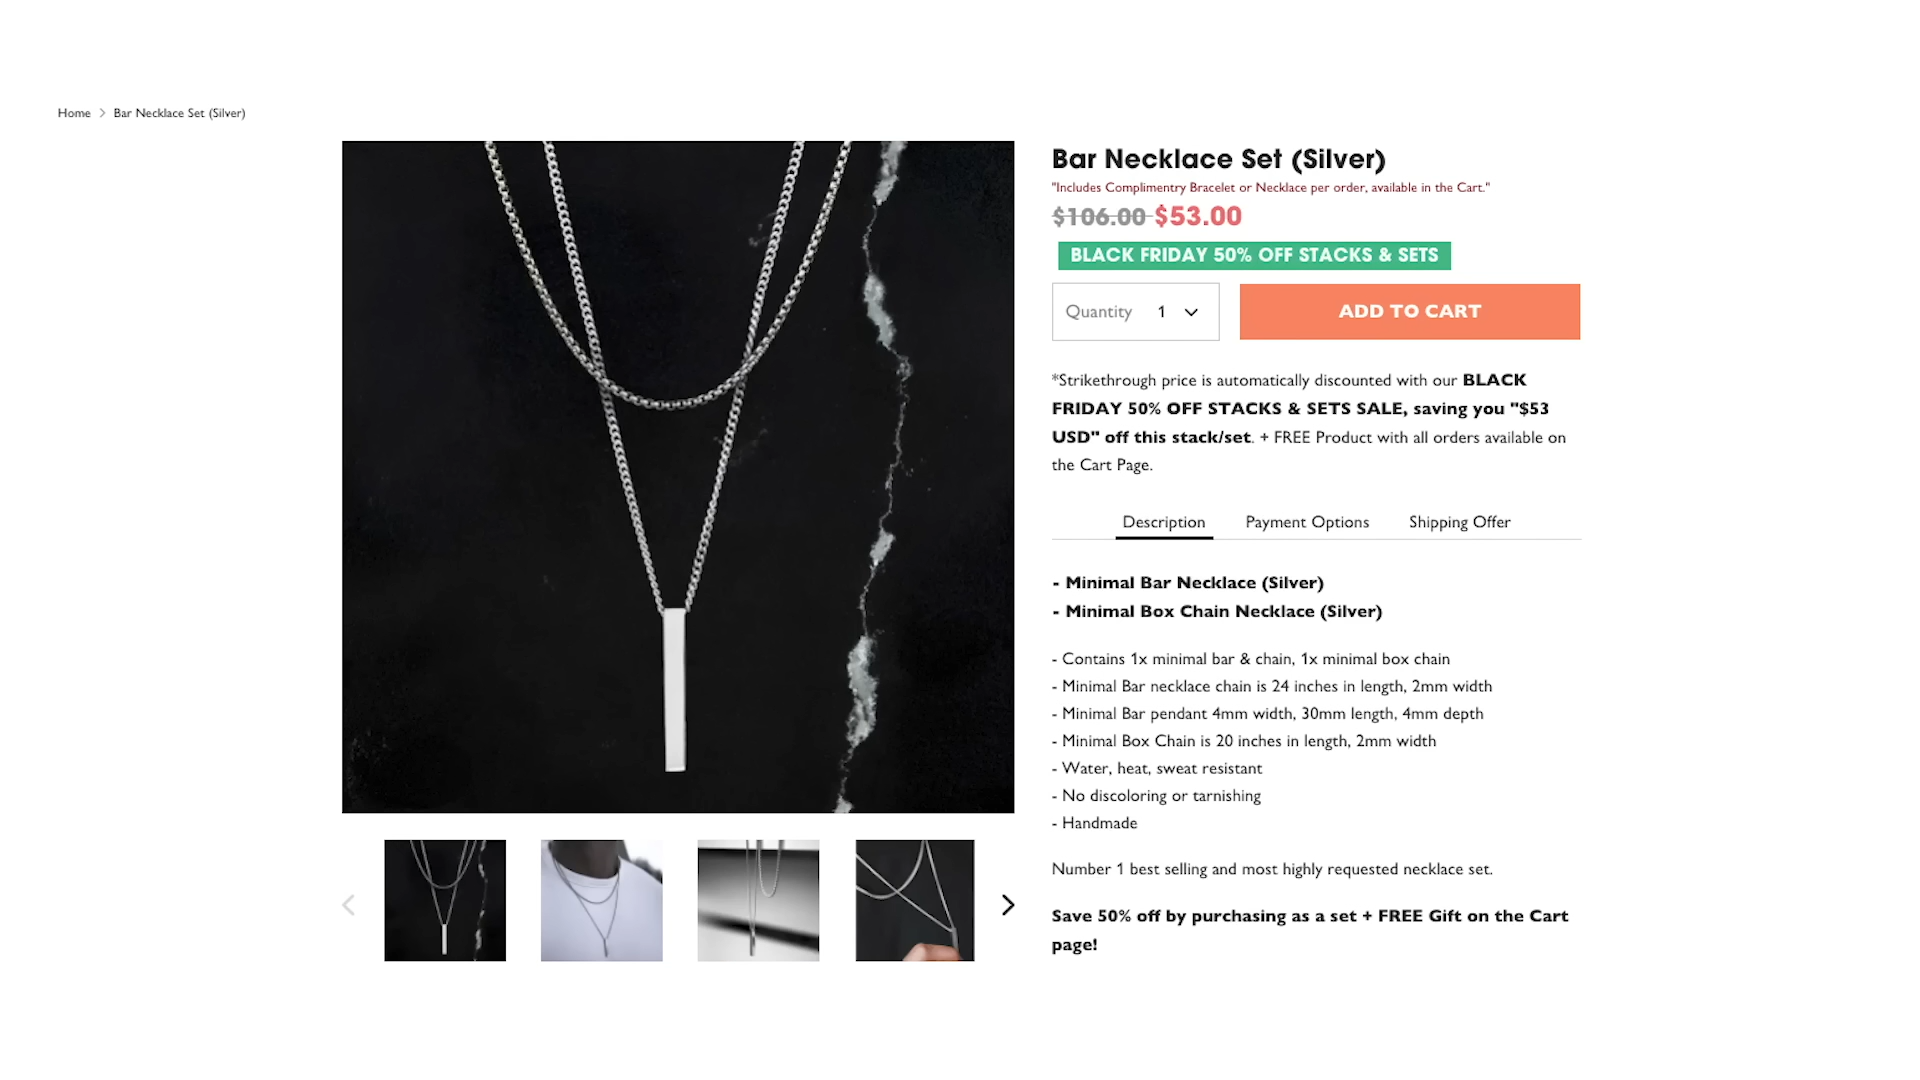 Home > Bar Necklace Set (Silver)
Bar Necklace Set (Silver)
"Includes Complimentry Bracelet or Necklace per order, available in the Cart."
$106.00 $53.00
BLACK FRIDAY 50% OFF STACKS & SETS
Quantity 1
ADD TO CART
*Strikethrough price is automatically discounted with our BLACK
FRIDAY 50% OFF STACKS & SETS SALE, saving you "$53
USD" off this stack/set. + FREE Product with all orders available on
the Cart Page.
Description Payment Options Shipping Offer
- Minimal Bar Necklace (Silver)
- Minimal Box Chain Necklace (Silver)
- Contains 1x minimal bar & chain, 1x minimal box chain
- Minimal Bar necklace chain is 24 inches in length, 2mm width
- Minimal Bar pendant 4mm width, 30mm length, 4mm depth
- Minimal Box Chain is 20 inches in length, 2mm width
- Water, heat, sweat resistant
- No discoloring or tarnishing
- Handmade
Number 1 best selling and most highly requested necklace set.
Save 50% off by purchasing as a set + FREE Gift on the Cart
page!